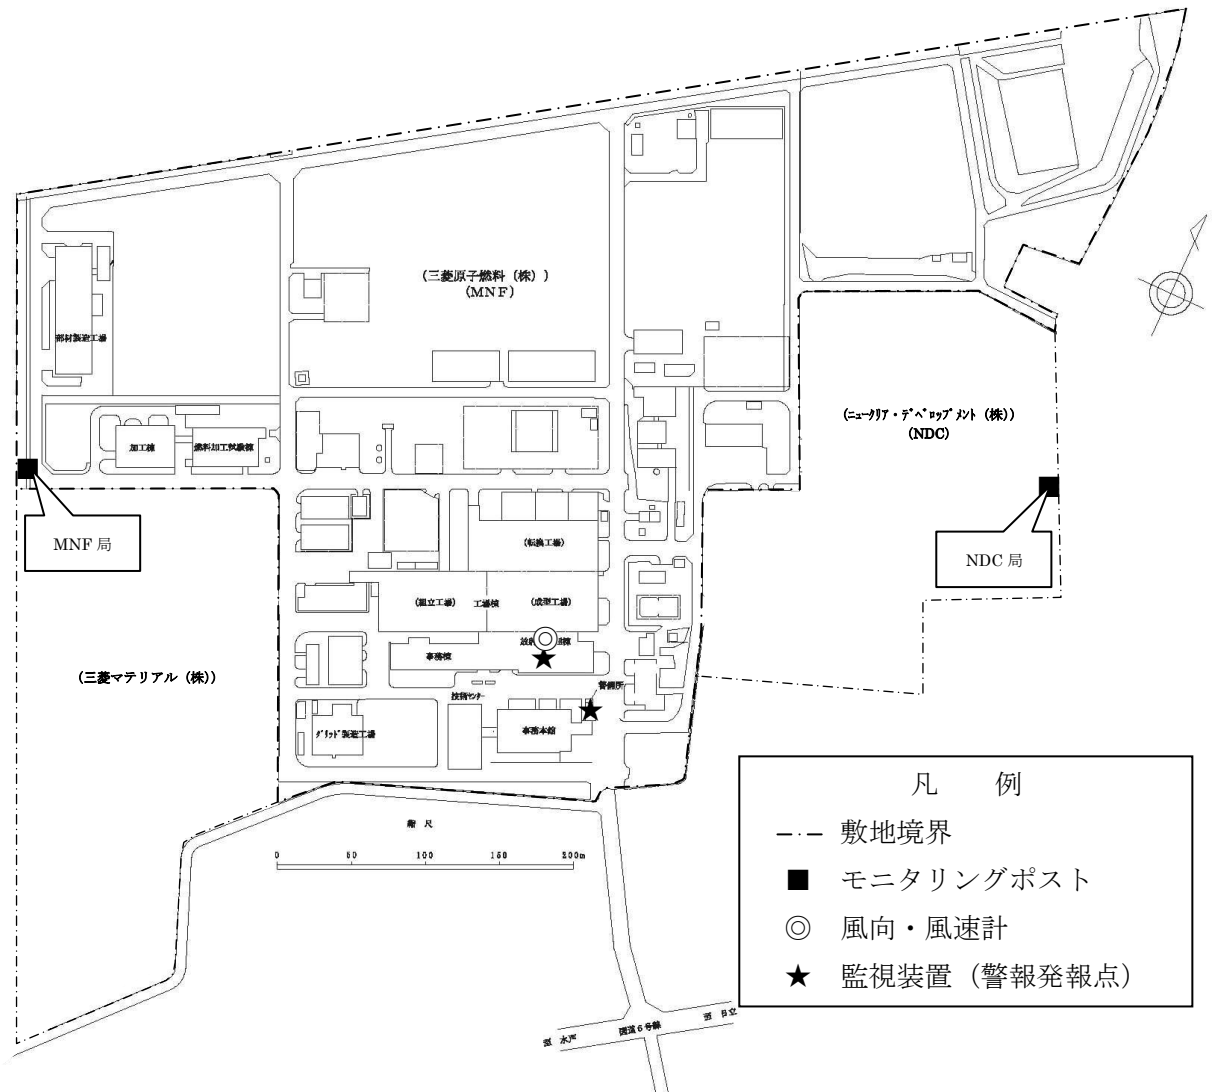 (三菱原子燃料(株))
(MNF)
部材製造工場
(ニュークリア・デベロップメント(株))
(NDC)
加工棟
燃料加工試験棟
MNF 局
NDC 局
(転換工場)
(組立工場)
工場棟
(成型工場)
事務棟
(三菱マテリアル(株))
警備所
技術センター
グリッド製造工場
事務本館
凡 例
敷地境界
モニタリングポスト
風向・風速計
監視装置(警報発報点)
縮 尺
0 50 100 150 200m
至 水戸
国道6号線
至 日立